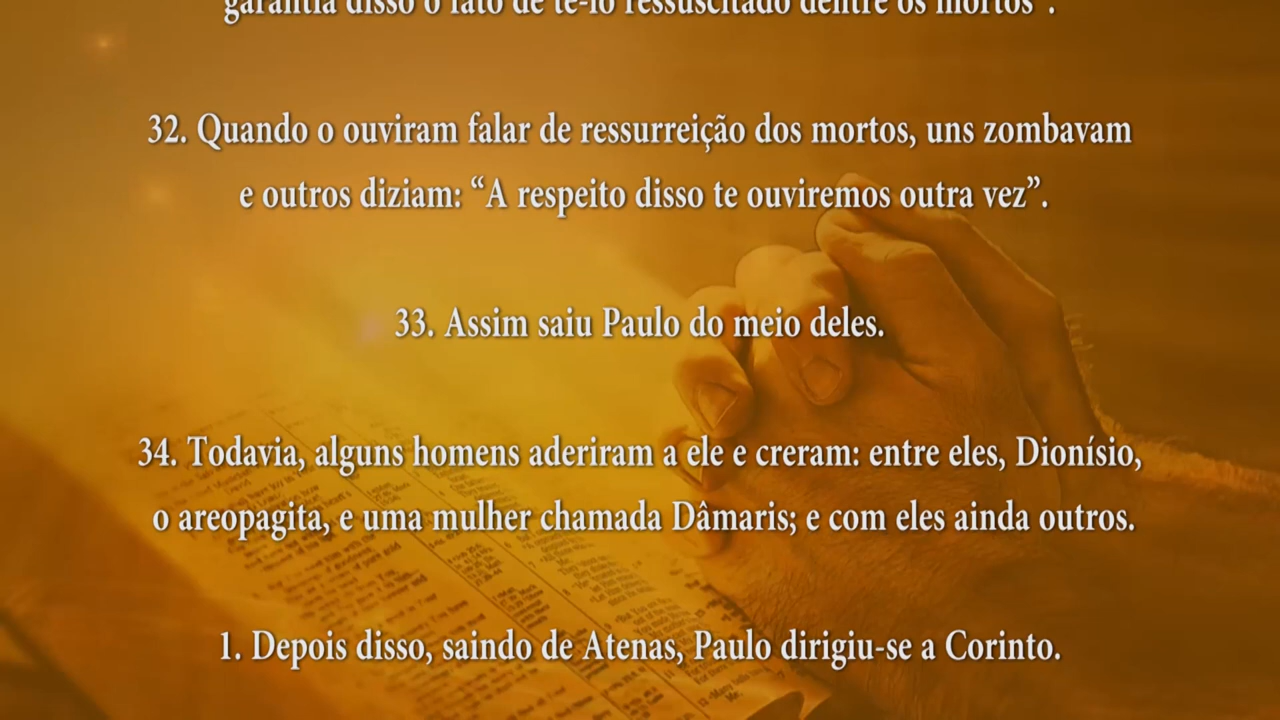 garantia disso o fato de tê-lo ressuscitado dentre os mortos”.
32. Quando o ouviram falar de ressurreição dos mortos, uns zombavam
e outros diziam: “A respeito disso te ouviremos outra vez”.
33. Assim saiu Paulo do meio deles.
34. Todavia, alguns homens aderiram a ele e creram: entre eles, Dionísio,
o areopagita, e uma mulher chamada Dâmaris; e com eles ainda outros.
1. Depois disso, saindo de Atenas, Paulo dirigiu-se a Corinto.